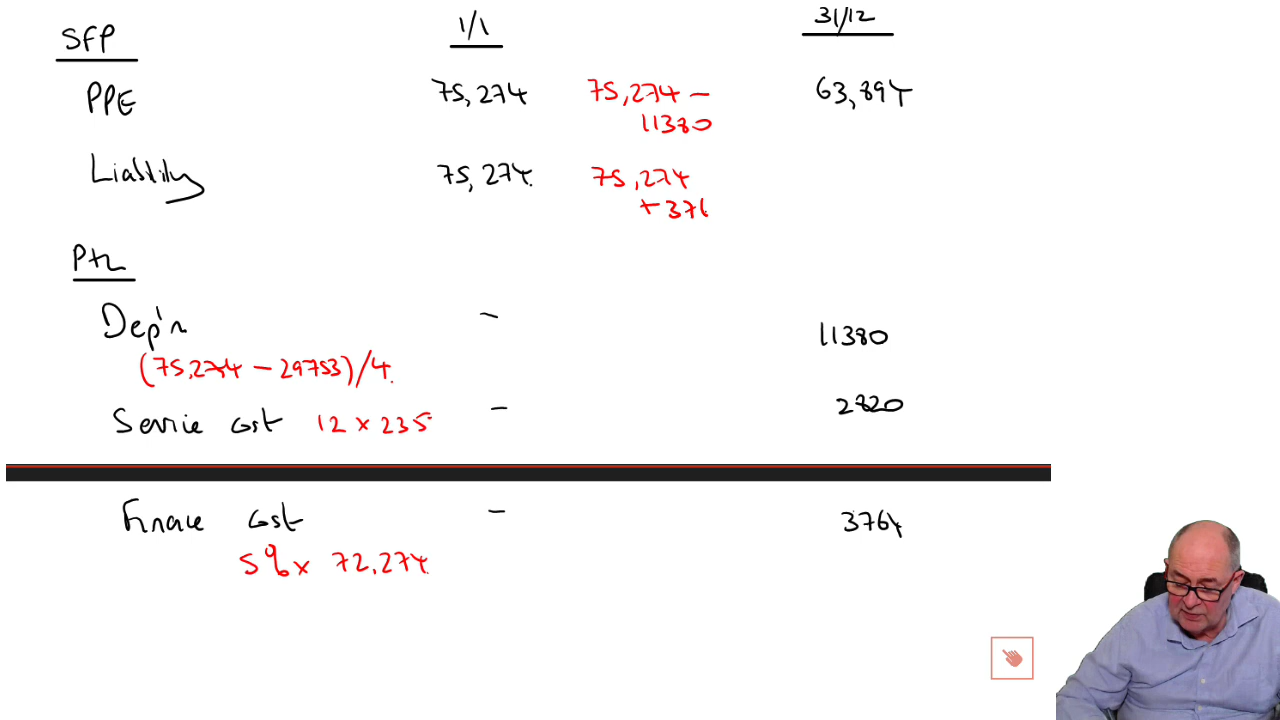 SFP 1/1 31/12
PPE 75,274 75,274 - 63,894
11380
Liability 75,274 75,274
+ 376
P+L
Dep'n - 11380
(75,274 - 29753)/4
Service cost 12 x 235 - 2820
Finance cost - 3764
5% x 72,274